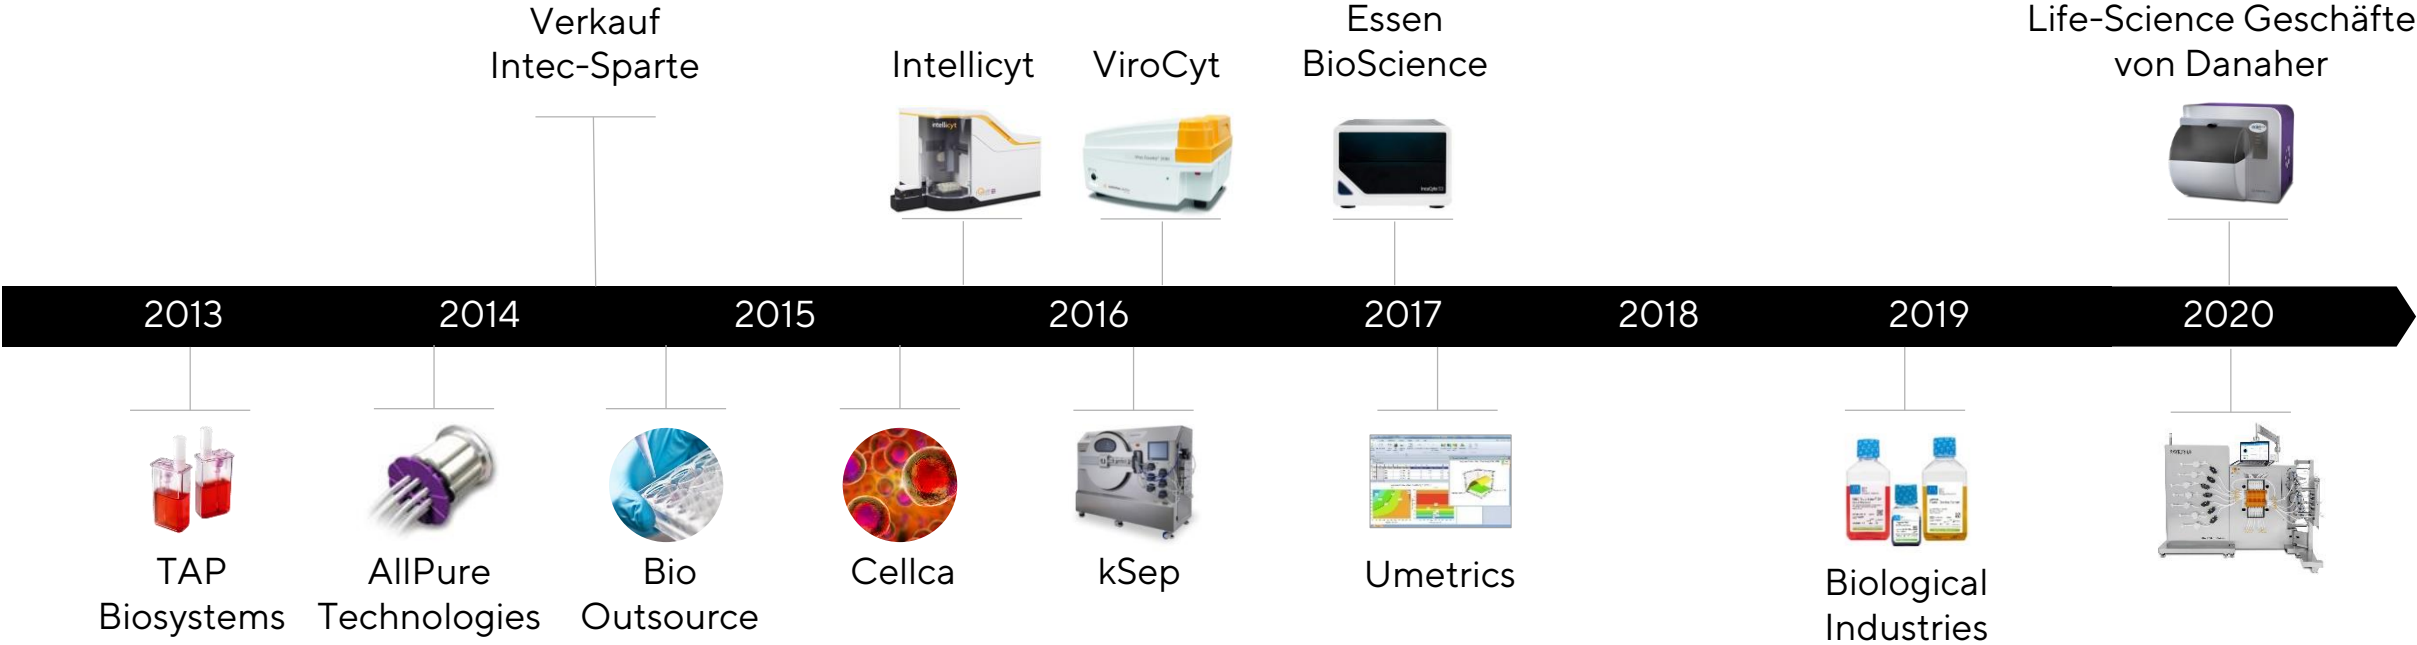 Verkauf
Intec-Sparte
Intellicyt
ViroCyt
Essen
BioScience
Life-Science Geschäfte
von Danaher
intellicyt
2013
2014
2015
2016
2017
2018
2019
2020
TAP
Biosystems
AllPure
Technologies
Bio
Outsource
Cellca
kSep
Umetrics
Biological
Industries